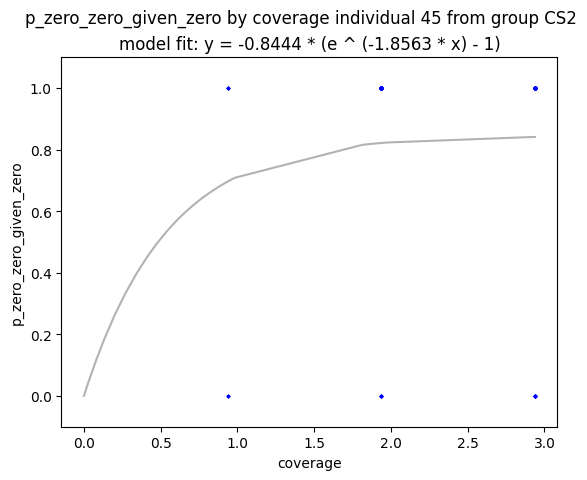 p_zero_zero_given_zero by coverage individual 45 from group CS2
model fit: y = -0.8444 * (e ^ (-1.8563 * x) - 1)
1.0
0.8
0.6
0.4
0.2
0.0
p_zero_zero_given_zero
0.0 0.5 1.0 1.5 2.0 2.5 3.0
coverage